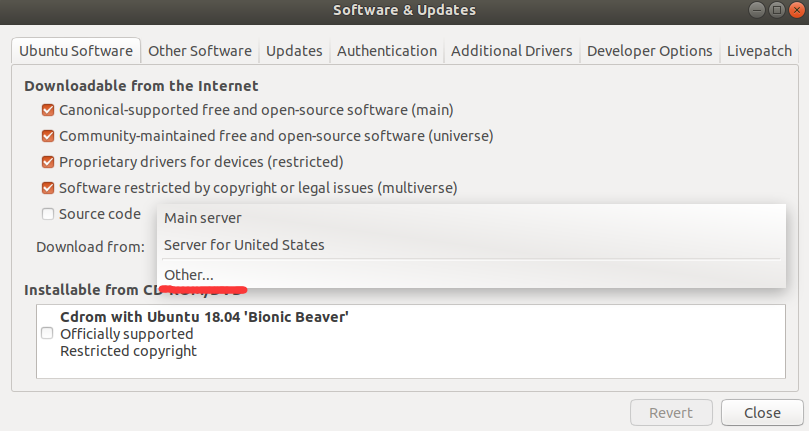 Software & Updates
Ubuntu Software Other Software Updates Authentication Additional Drivers Developer Options Livepatch
Downloadable from the Internet
Canonical-supported free and open-source software (main)
Community-maintained free and open-source software (universe)
Proprietary drivers for devices (restricted)
Software restricted by copyright or legal issues (multiverse)
Source code
Main server
Download from:
Server for United States
Other...
Installable from CD-ROM/DVD
Cdrom with Ubuntu 18.04 'Bionic Beaver'
Officially supported
Restricted copyright
Revert Close